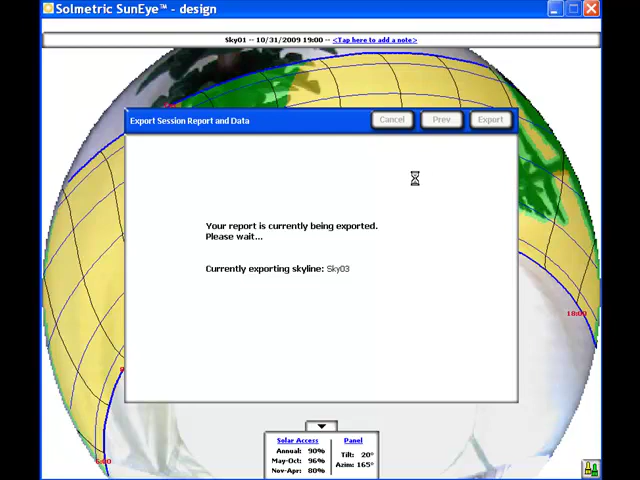 Solmetric SunEye™ - design
Sky01 -- 10/31/2009 19:00 -- <Tap here to add a note>
Export Session Report and Data
Cancel
Prev
Export
Your report is currently being exported.
Please wait...
Currently exporting skyline: Sky03
18:00
Solar Access
Annual: 90%
May-Oct: 96%
Nov-Apr: 80%
Panel
Tilt: 20°
Azim: 165°